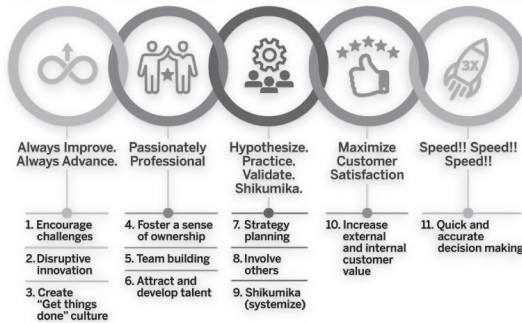 3X
Always Improve.
Always Advance.
Passionately
Professional
Hypothesize.
Practice.
Validate.
Shikumika.
Maximize
Customer
Satisfaction
Speed!! Speed!!
Speed!!
1. Encourage
challenges
2. Disruptive
innovation
3. Create
"Get things
done" culture
4. Foster a sense
of ownership
5. Team building
6. Attract and
develop talent
7. Strategy
planning
8. Involve
others
9. Shikumika
(systemize)
10. Increase
external
and internal
customer
value
11. Quick and
accurate
decision making